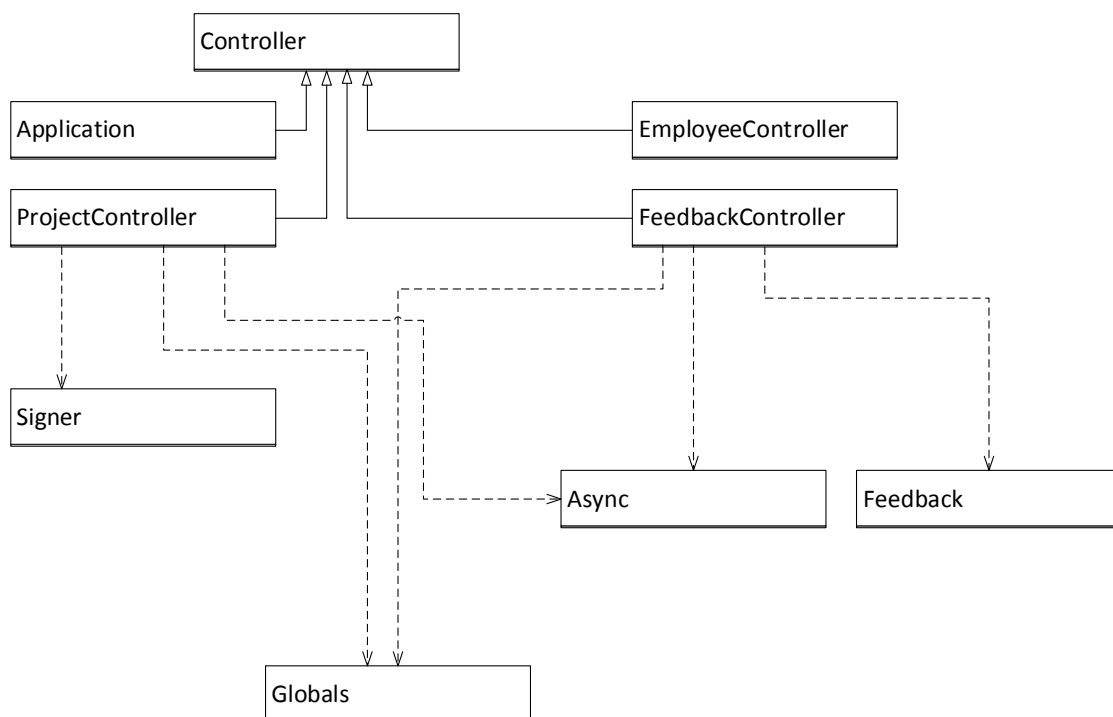 Controller
Application
EmployeeController
ProjectController
FeedbackController
Signer
Async
Feedback
Globals